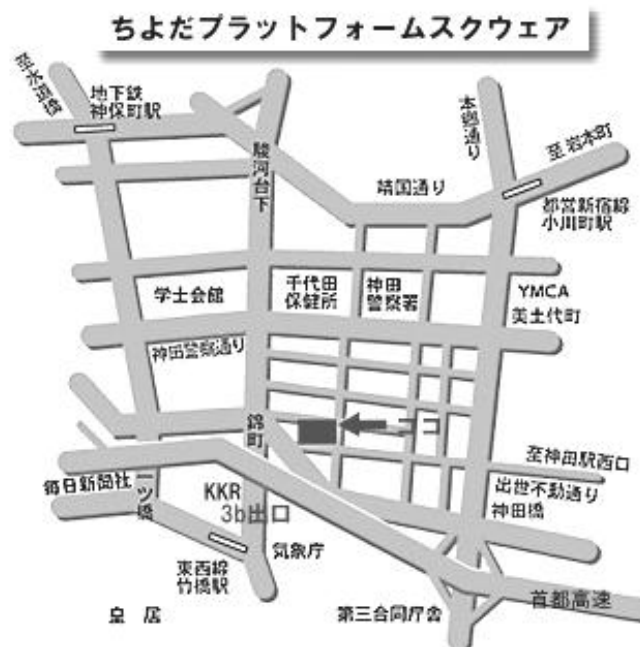 ちよだプラットフォームスクウェア
至水道橋
地下鉄
神保町駅
駿河台下
本郷通り
至岩本町
靖国通り
都営新宿線
小川町駅
学士会館
千代田
保健所
神田
警察署
YMCA
美土代町
神田警察通り
錦町
ココ
至神田駅西口
出世不動通り
神田橋
毎日新聞社
一ツ橋
KKR
3b出口
気象庁
東西線
竹橋駅
皇居
第三合同庁舎
首都高速